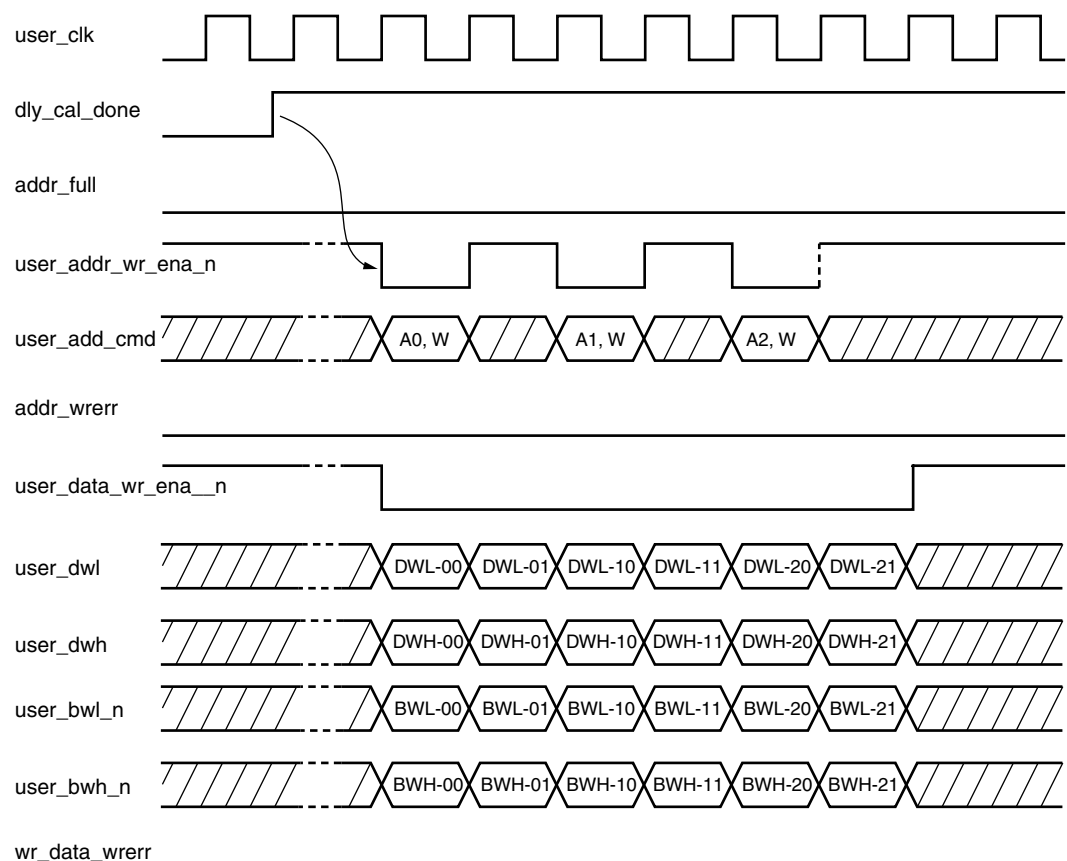 user_clk
dly_cal_done
addr_full
user_addr_wr_ena_n
user_add_cmd A0, W A1, W A2, W
addr_wrerr
user_data_wr_ena__n
user_dwl DWL-00 DWL-01 DWL-10 DWL-11 DWL-20 DWL-21
user_dwh DWH-00 DWH-01 DWH-10 DWH-11 DWH-20 DWH-21
user_bwl_n BWL-00 BWL-01 BWL-10 BWL-11 BWL-20 BWL-21
user_bwh_n BWH-00 BWH-01 BWH-10 BWH-11 BWH-20 BWH-21
wr_data_wrerr